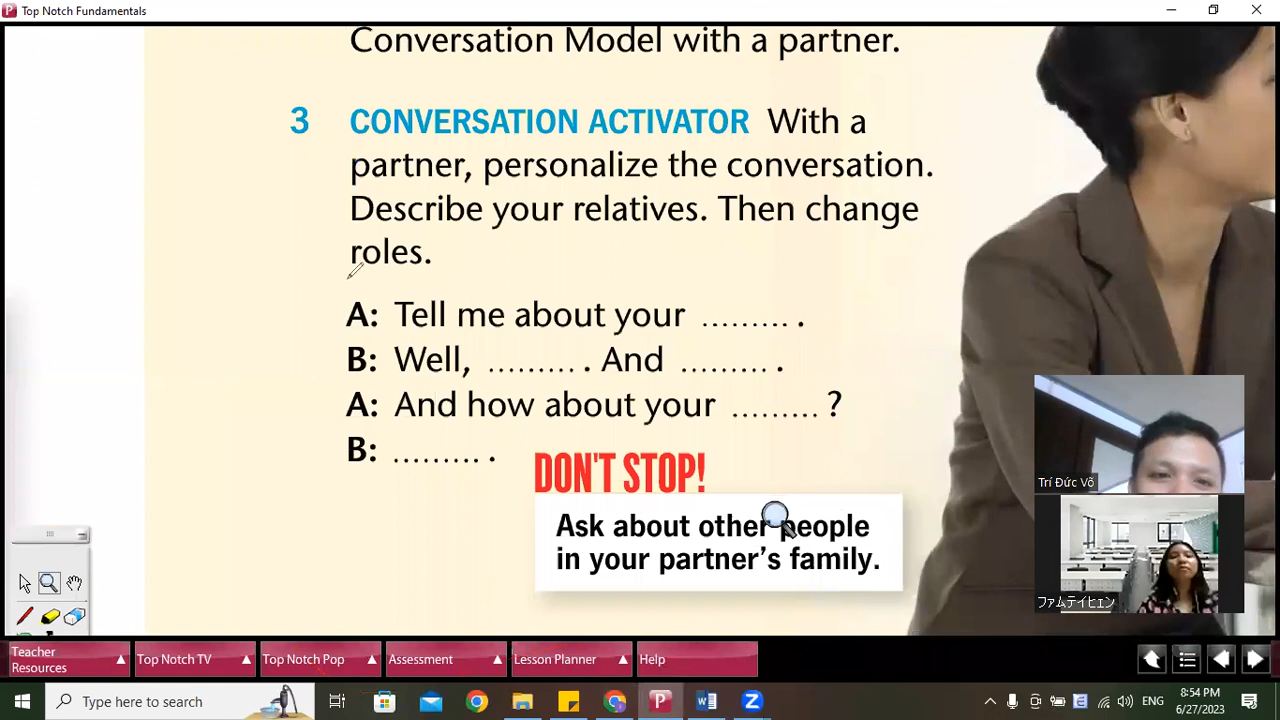 Top Notch Fundamentals
Conversation Model with a partner.
3 CONVERSATION ACTIVATOR With a
partner, personalize the conversation.
Describe your relatives. Then change
roles.
A: Tell me about your ......... .
B: Well, ......... . And ......... .
A: And how about your ......... ?
B: ......... .
DON'T STOP!
Ask about other people
in your partner's family.
Trí Đức Võ
ファムテイヒェン
Teacher
Resources
Top Notch TV
Top Notch Pop
Assessment
Lesson Planner
Help
Type here to search
ENG
8:54 PM
6/27/2023